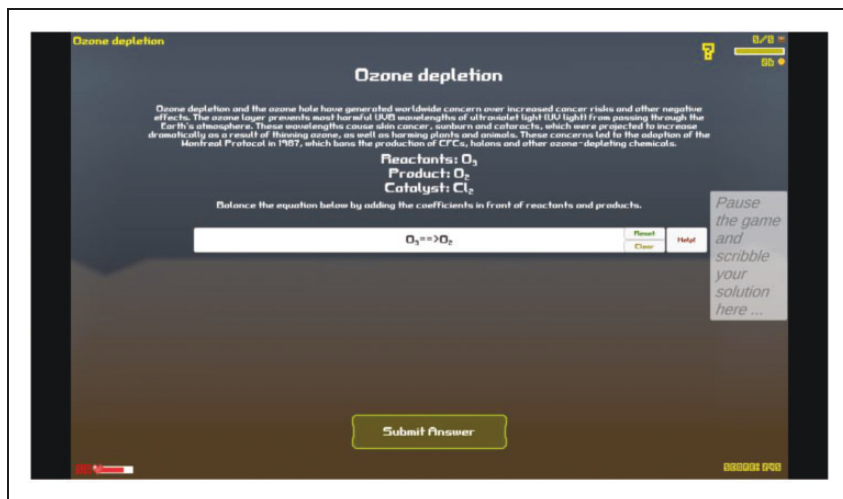 Ozone depletion
0/0
Ozone depletion
Ozone depletion and the ozone hole have generated worldwide concern over increased cancer risks and other negative
effects. The ozone layer prevents most harmful UVB wavelengths of ultraviolet light (UV light) from passing through the
Earth's atmosphere. These wavelengths cause skin cancer, sunburn and cataracts, which were projected to increase
dramatically as a result of thinning ozone, as well as harming plants and animals. These concerns led to the adoption of the
Montreal Protocol in 1987, which bans the production of CFCs, halons and other ozone-depleting chemicals.
Reactants: O₃
Product: O₂
Catalyst: Cl₂
Balance the equation below by adding the coefficients in front of reactants and products.
O₃==>O₂
Reset
Clear
Help!
Pause
the game
and
scribble
your
solution
here ...
Submit Answer